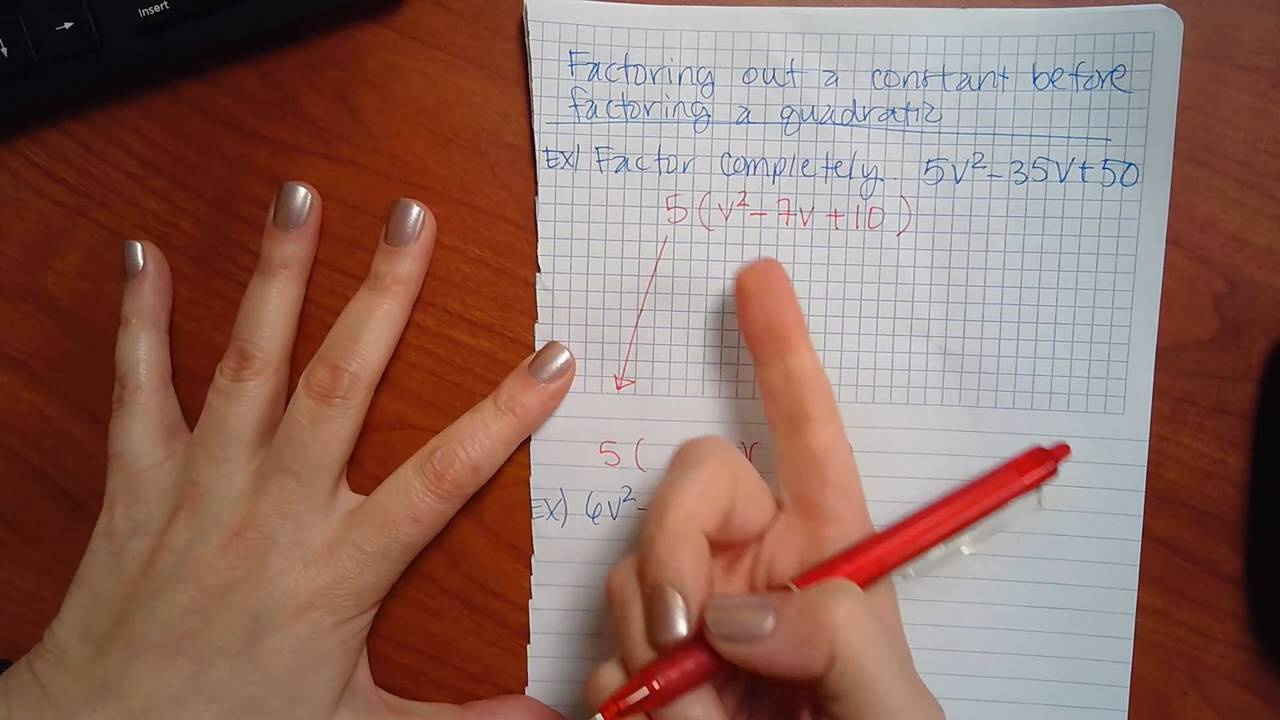 Insert
Factoring out a constant before
factoring a quadratic
EX) Factor completely. 5v²-35v+50
5(v²-7v+10)
5(    )(
EX) 6v²-